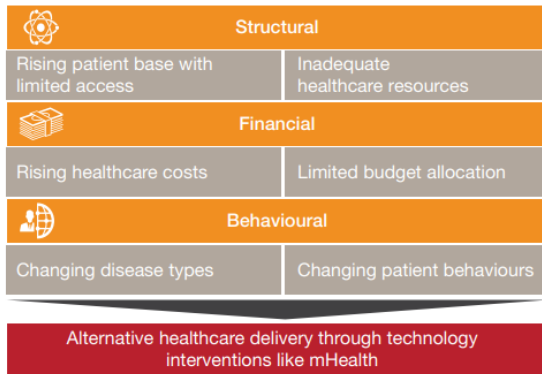 Structural
Rising patient base with
limited access
Inadequate
healthcare resources
Financial
Rising healthcare costs
Limited budget allocation
Behavioural
Changing disease types
Changing patient behaviours
Alternative healthcare delivery through technology
interventions like mHealth